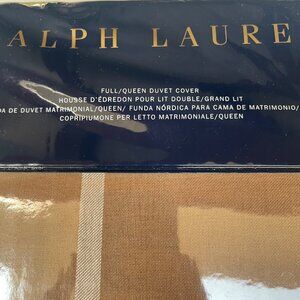 ALPH LAURE
FULL/QUEEN DUVET COVER
HOUSSE D'ÉDREDON POUR LIT DOUBLE/GRAND LIT
DA DE DUVET MATRIMONIAL/QUEEN/ FUNDA NÓRDICA PARA CAMA DE MATRIMONIO/
COPRIPIUMONE PER LETTO MATRIMONIALE/QUEEN